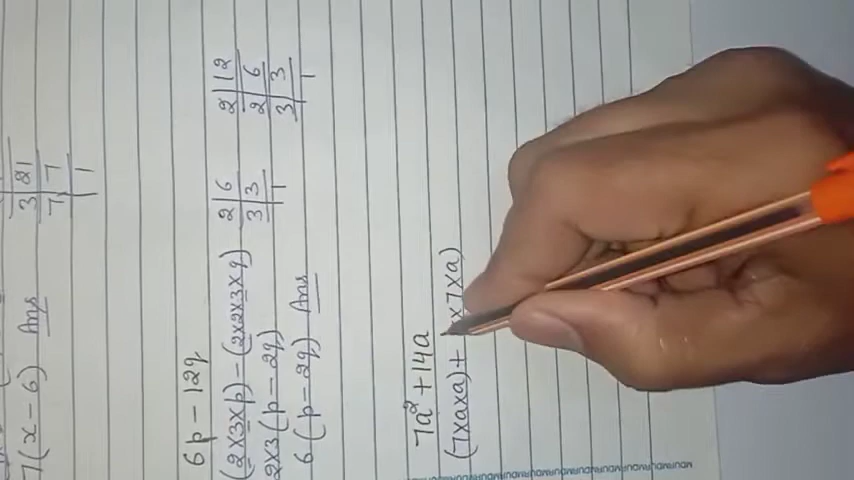 3 21
7 7
1
7(x - 6) Ans
6p - 12q
(2x3xp) - (2x2x3xq)
2x3(p - 2q)
6(p - 2q) Ans
2 6
3 3
1
2 12
2 6
3 3
1
7a² + 14a
(7xaxa) + x7xa)